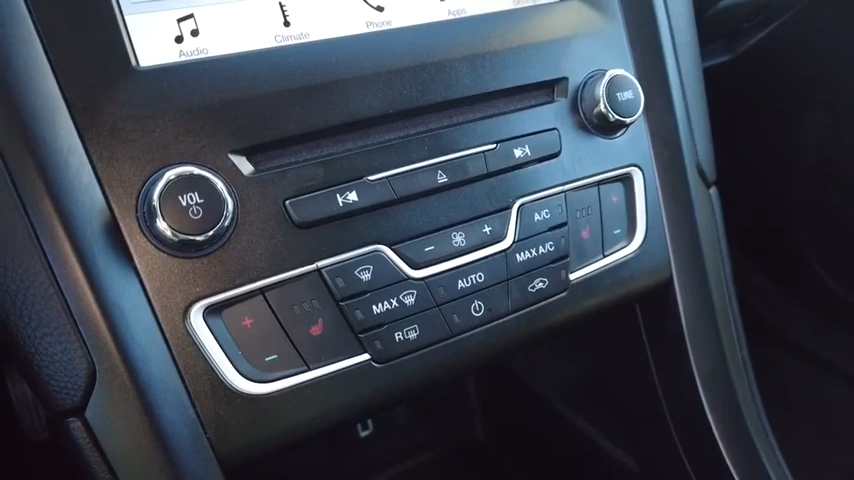 Audio
Climate
Phone
Apps
TUNE
VOL
A/C
MAX A/C
AUTO
MAX
R